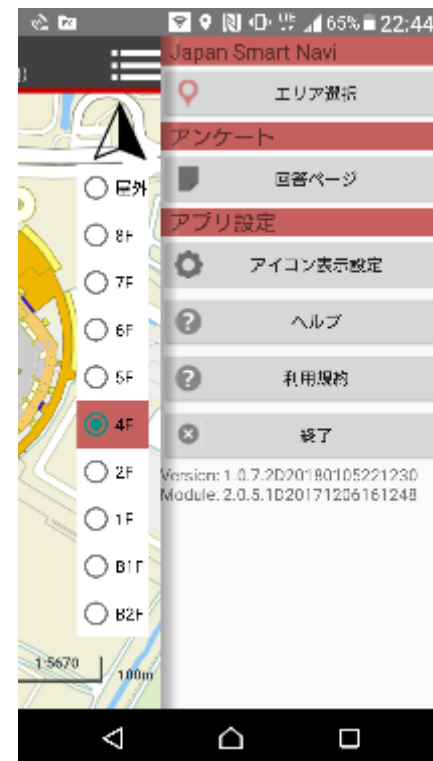 65% 22:44
Japan Smart Navi
エリア選択
アンケート
回答ページ
アプリ設定
アイコン表示設定
ヘルプ
利用規約
終了
Version: 1.0.7.2D20180105221230
Module: 2.0.5.1D20171206161248
屋外
8F
7F
6F
5F
4F
2F
1F
B1F
B2F
1:5670
100m